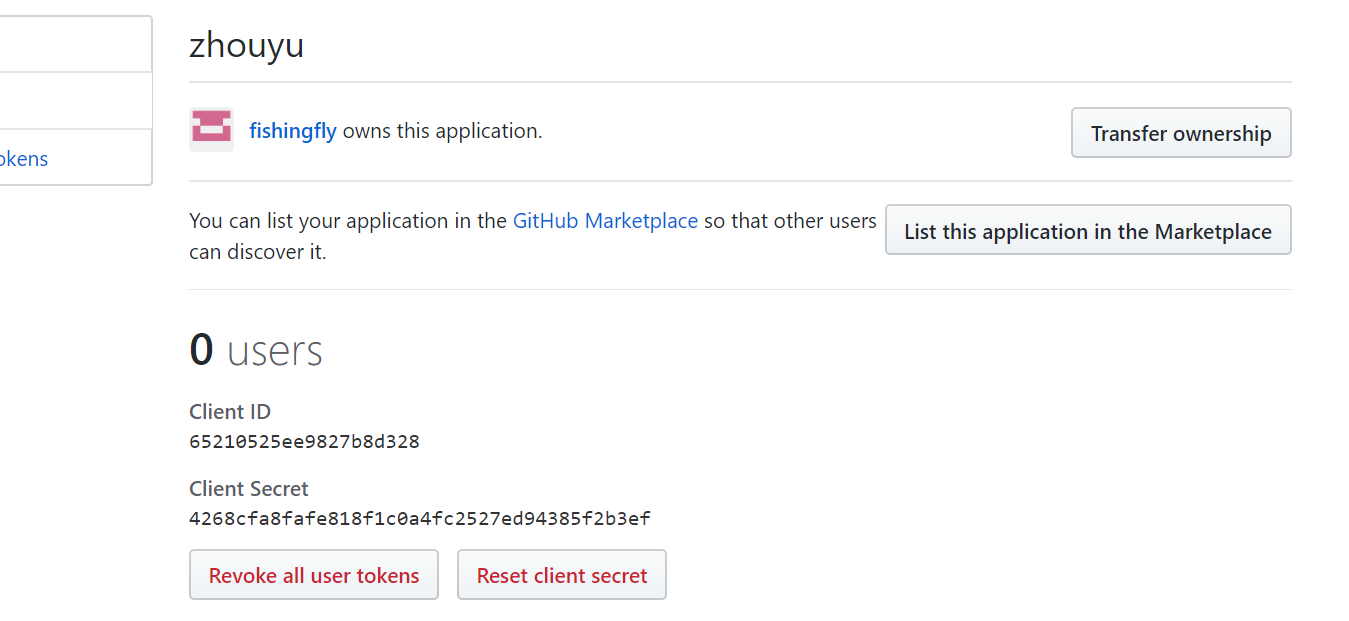 zhouyu
fishingfly owns this application.
Transfer ownership
okens
You can list your application in the GitHub Marketplace so that other users
can discover it.
List this application in the Marketplace
0 users
Client ID
65210525ee9827b8d328
Client Secret
4268cfa8fafe818f1c0a4fc2527ed94385f2b3ef
Revoke all user tokens
Reset client secret